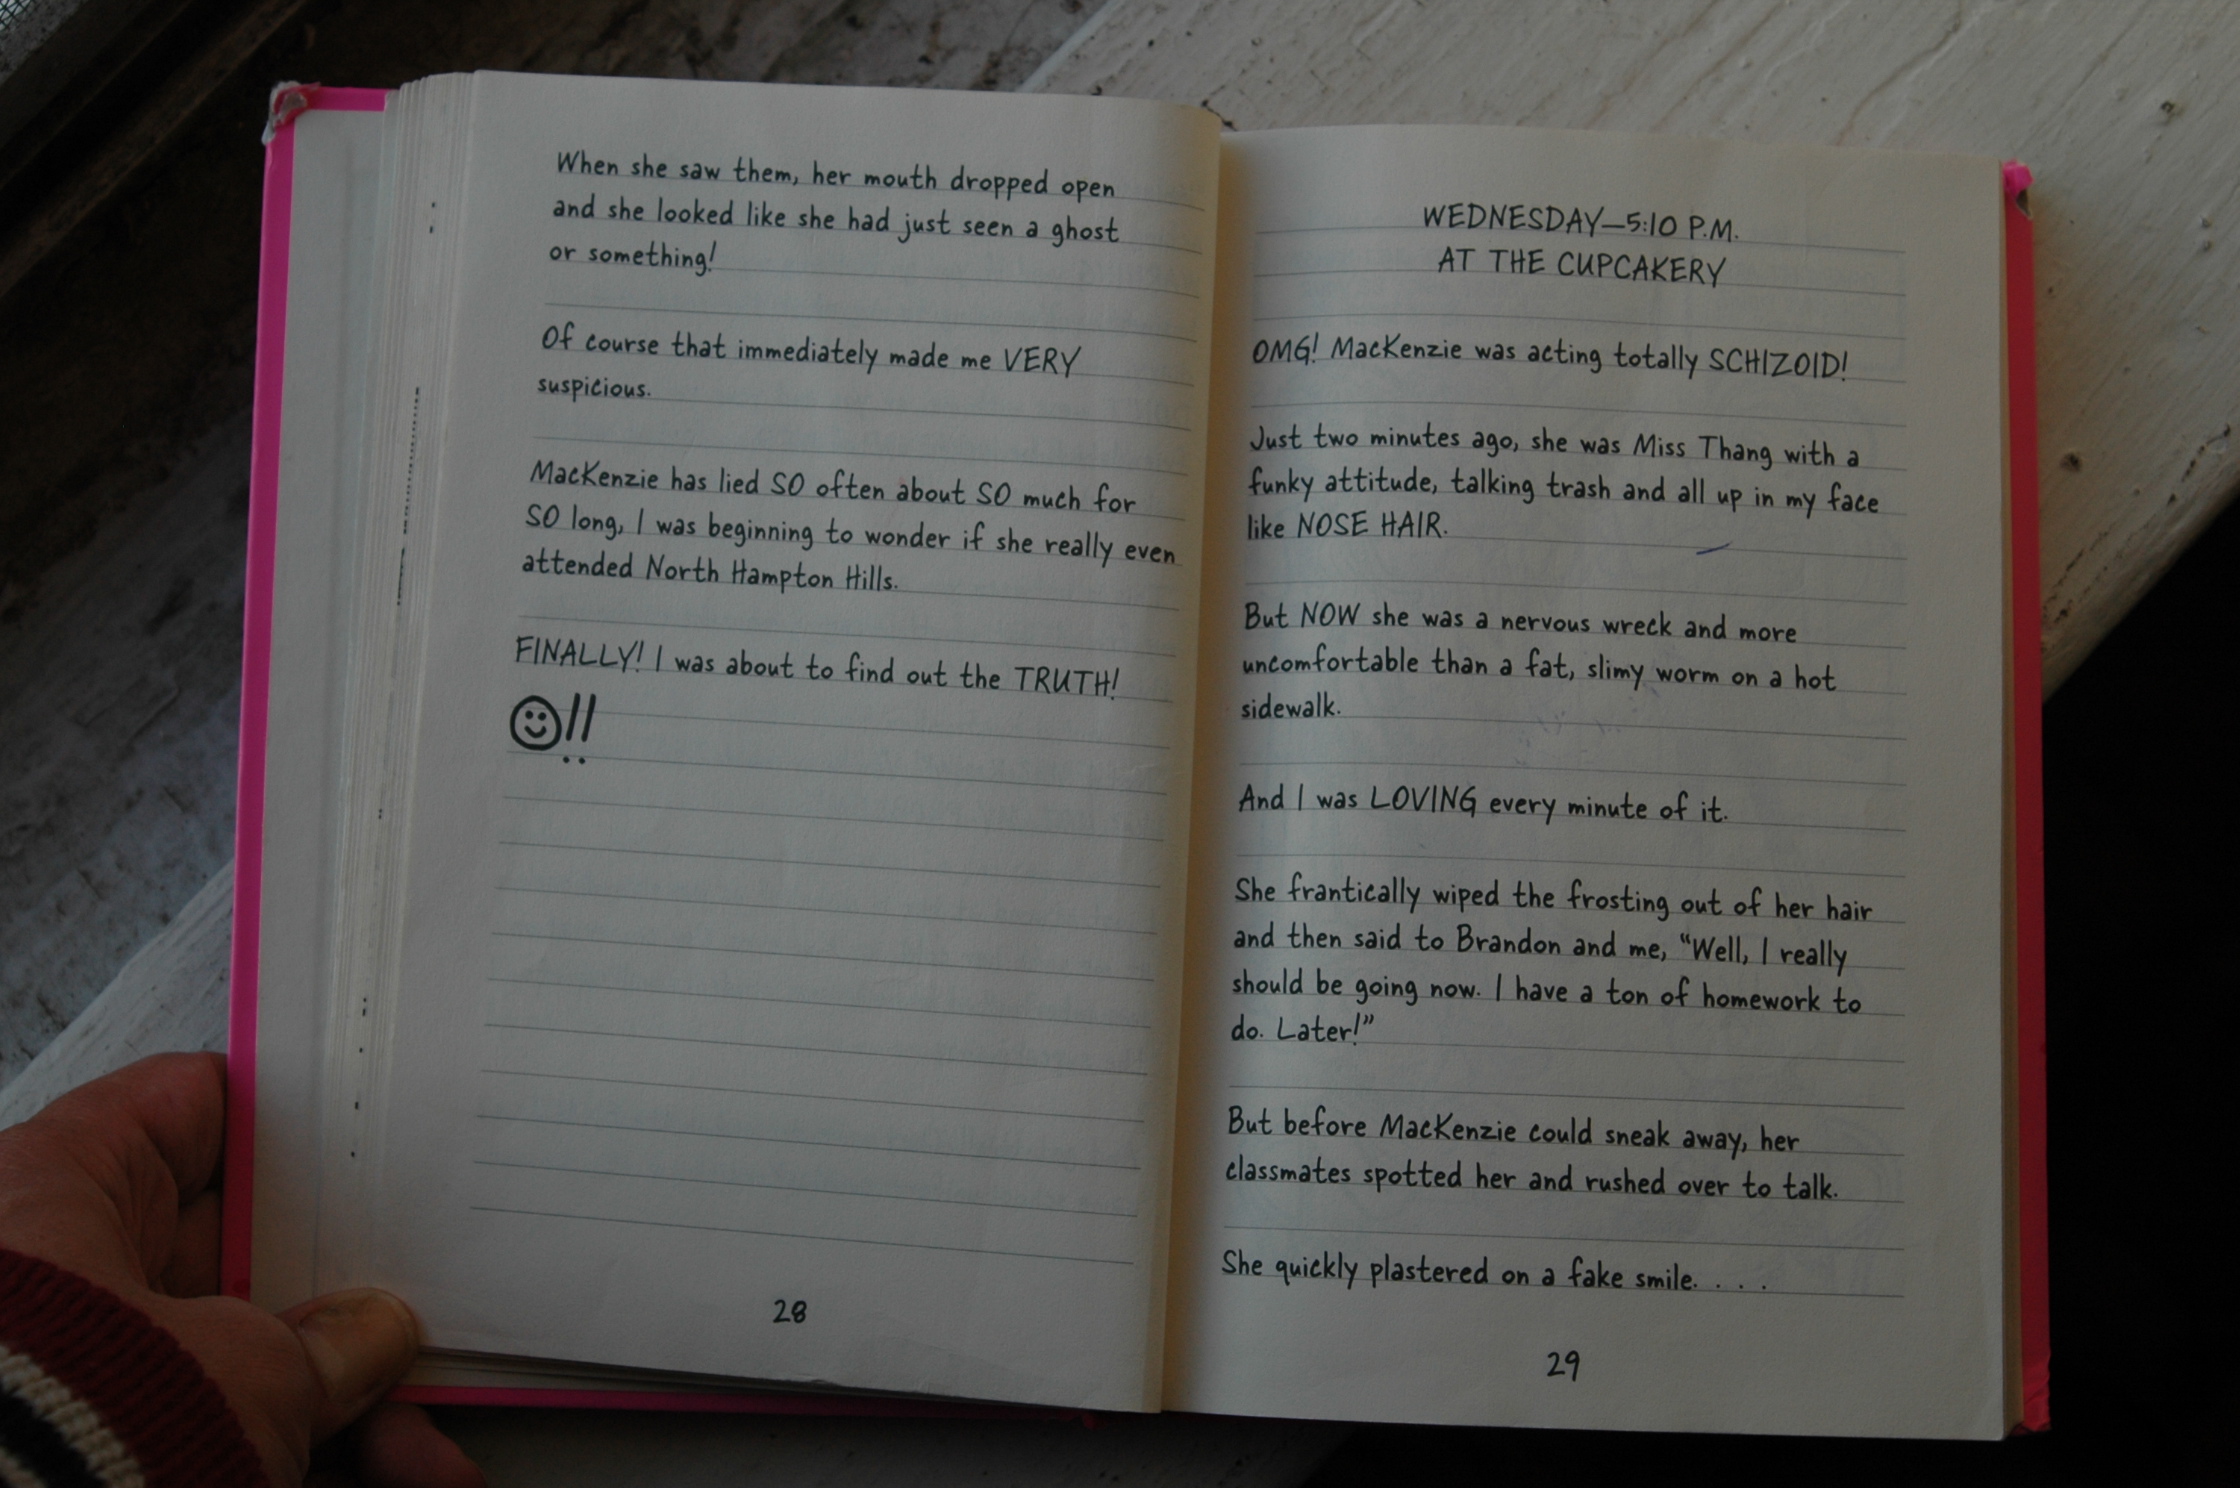 When she saw them, her mouth dropped open
and she looked like she had just seen a ghost
or something!
Of course that immediately made me VERY
suspicious.
MacKenzie has lied SO often about SO much for
SO long, I was beginning to wonder if she really even
attended North Hampton Hills.
FINALLY! I was about to find out the TRUTH!
☺!!
28
WEDNESDAY—5:10 P.M.
AT THE CUPCAKERY
OMG! MacKenzie was acting totally SCHIZOID!
Just two minutes ago, she was Miss Thang with a
funky attitude, talking trash and all up in my face
like NOSE HAIR.
But NOW she was a nervous wreck and more
uncomfortable than a fat, slimy worm on a hot
sidewalk.
And I was LOVING every minute of it.
She frantically wiped the frosting out of her hair
and then said to Brandon and me, “Well, I really
should be going now. I have a ton of homework to
do. Later!”
But before MacKenzie could sneak away, her
classmates spotted her and rushed over to talk.
She quickly plastered on a fake smile. . . .
29